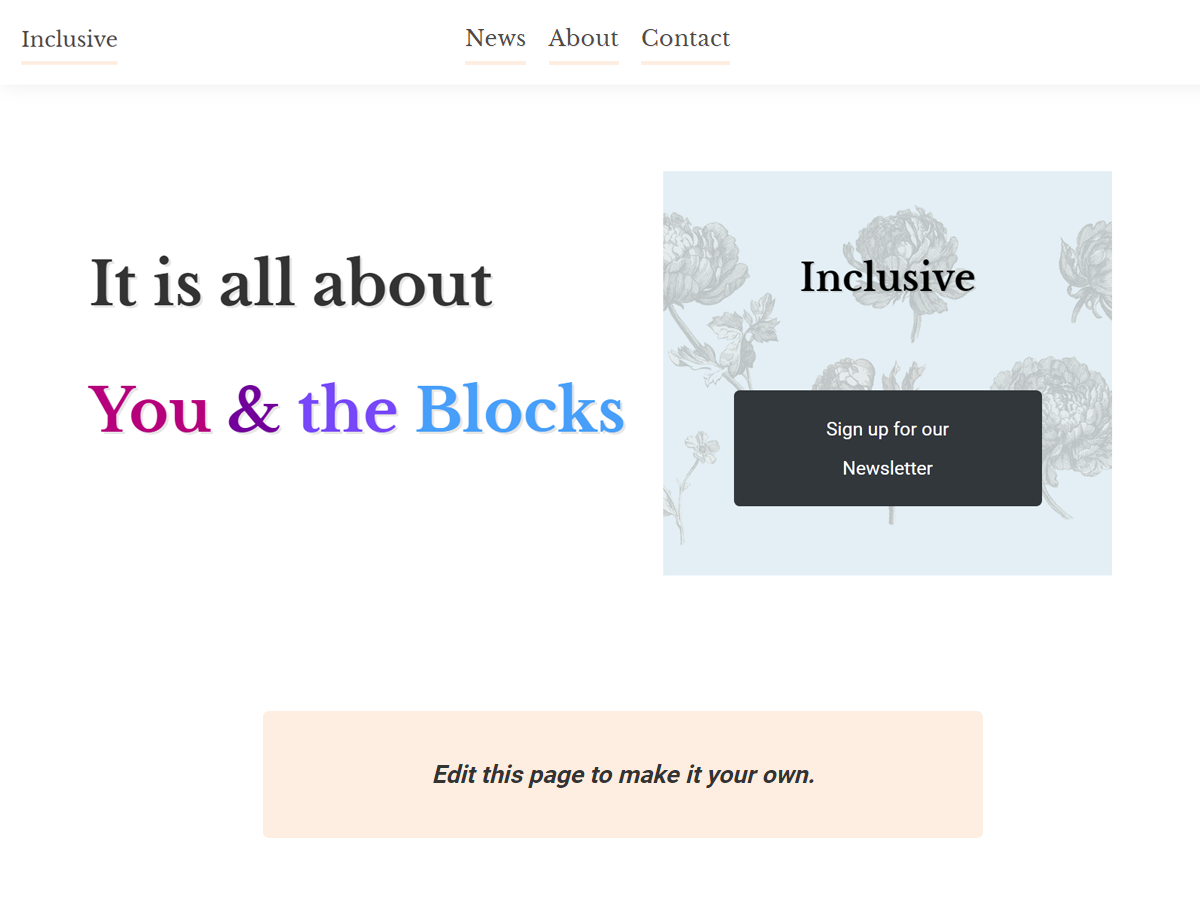 Inclusive
News About Contact
It is all about
You & the Blocks
Inclusive
Sign up for our
Newsletter
Edit this page to make it your own.